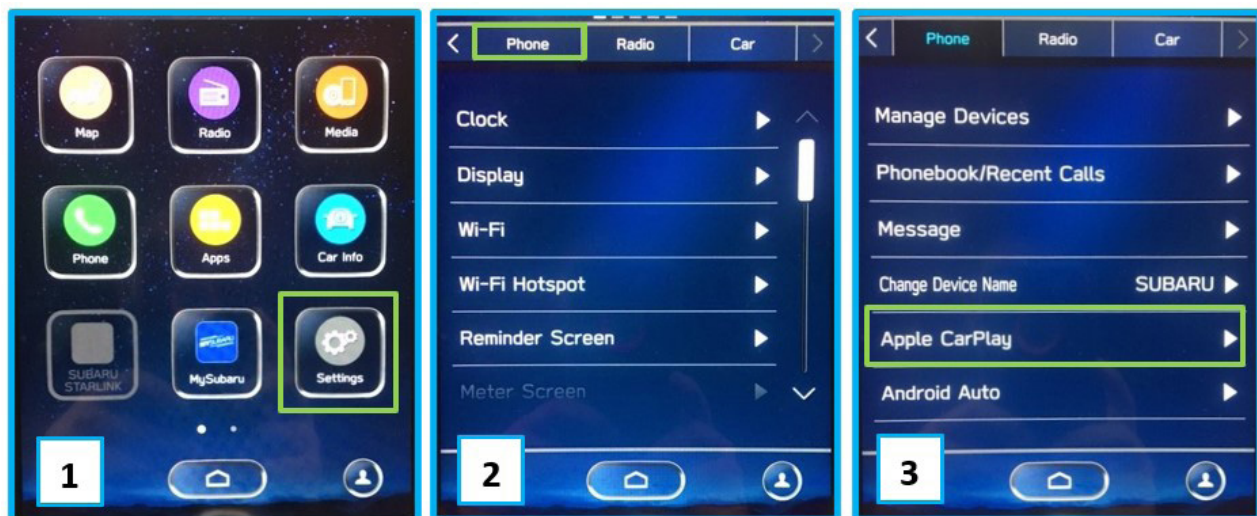 Map
Radio
Media
Phone
Apps
Car Info
SUBARU
STARLINK
MySubaru
Settings
1
Phone
Radio
Car
Clock
Display
Wi-Fi
Wi-Fi Hotspot
Reminder Screen
Meter Screen
2
Phone
Radio
Car
Manage Devices
Phonebook/Recent Calls
Message
Change Device Name SUBARU
Apple CarPlay
Android Auto
3